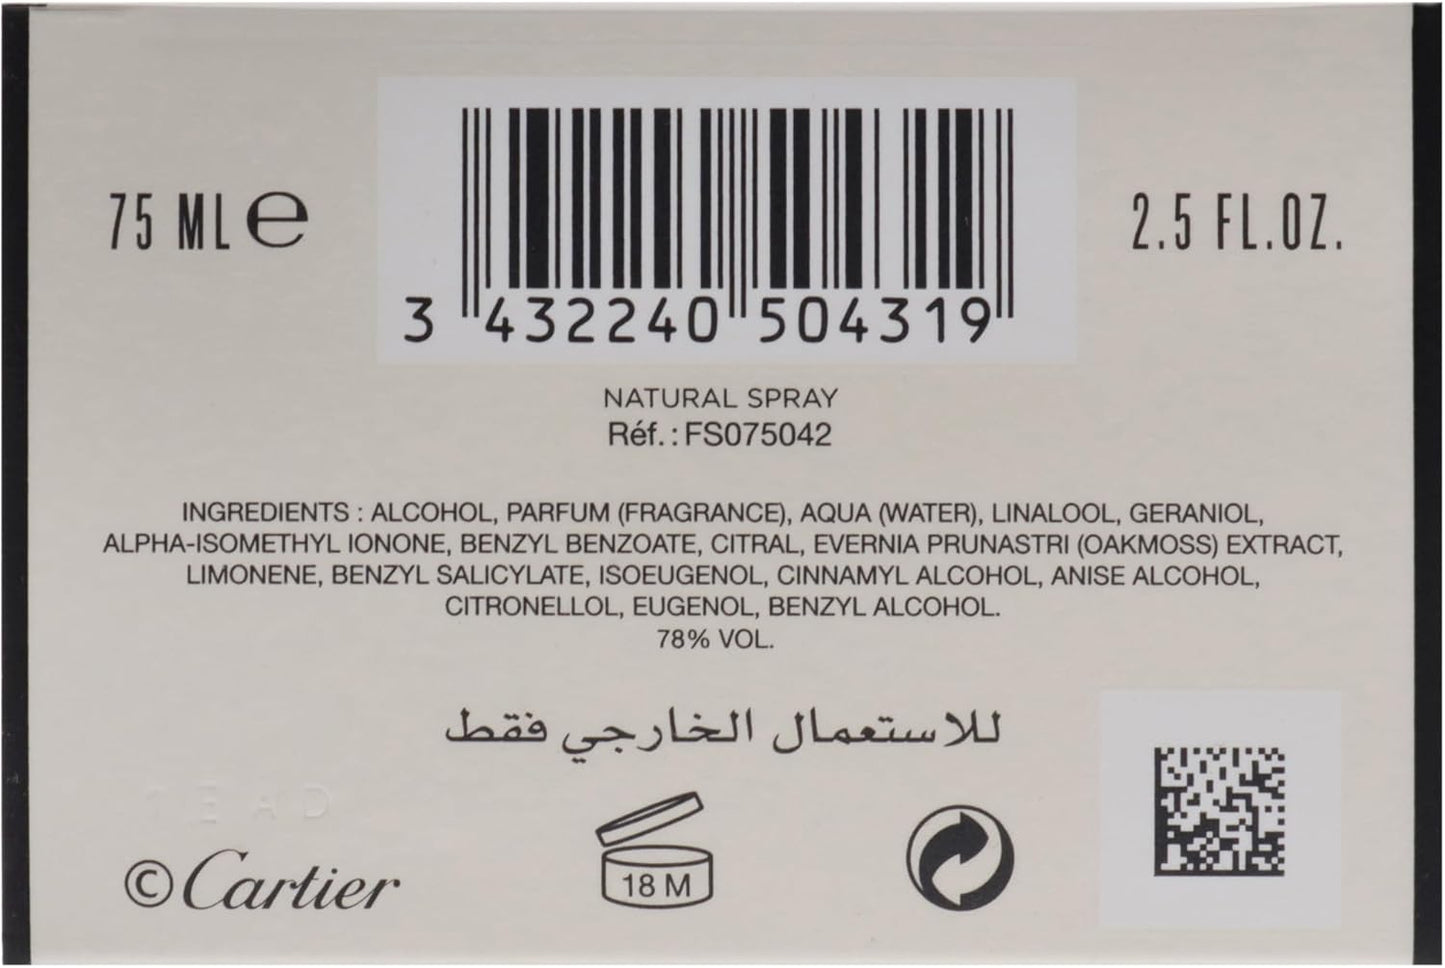 75 ML e
2.5 FL.OZ.
3 432240 504319
NATURAL SPRAY
Réf. : FS075042
INGREDIENTS : ALCOHOL, PARFUM (FRAGRANCE), AQUA (WATER), LINALOOL, GERANIOL,
ALPHA-ISOMETHYL IONONE, BENZYL BENZOATE, CITRAL, EVERNIA PRUNASTRI (OAKMOSS) EXTRACT,
LIMONENE, BENZYL SALICYLATE, ISOEUGENOL, CINNAMYL ALCOHOL, ANISE ALCOHOL,
CITRONELLOL, EUGENOL, BENZYL ALCOHOL.
78% VOL.
للاستعمال الخارجي فقط
18 M
© Cartier